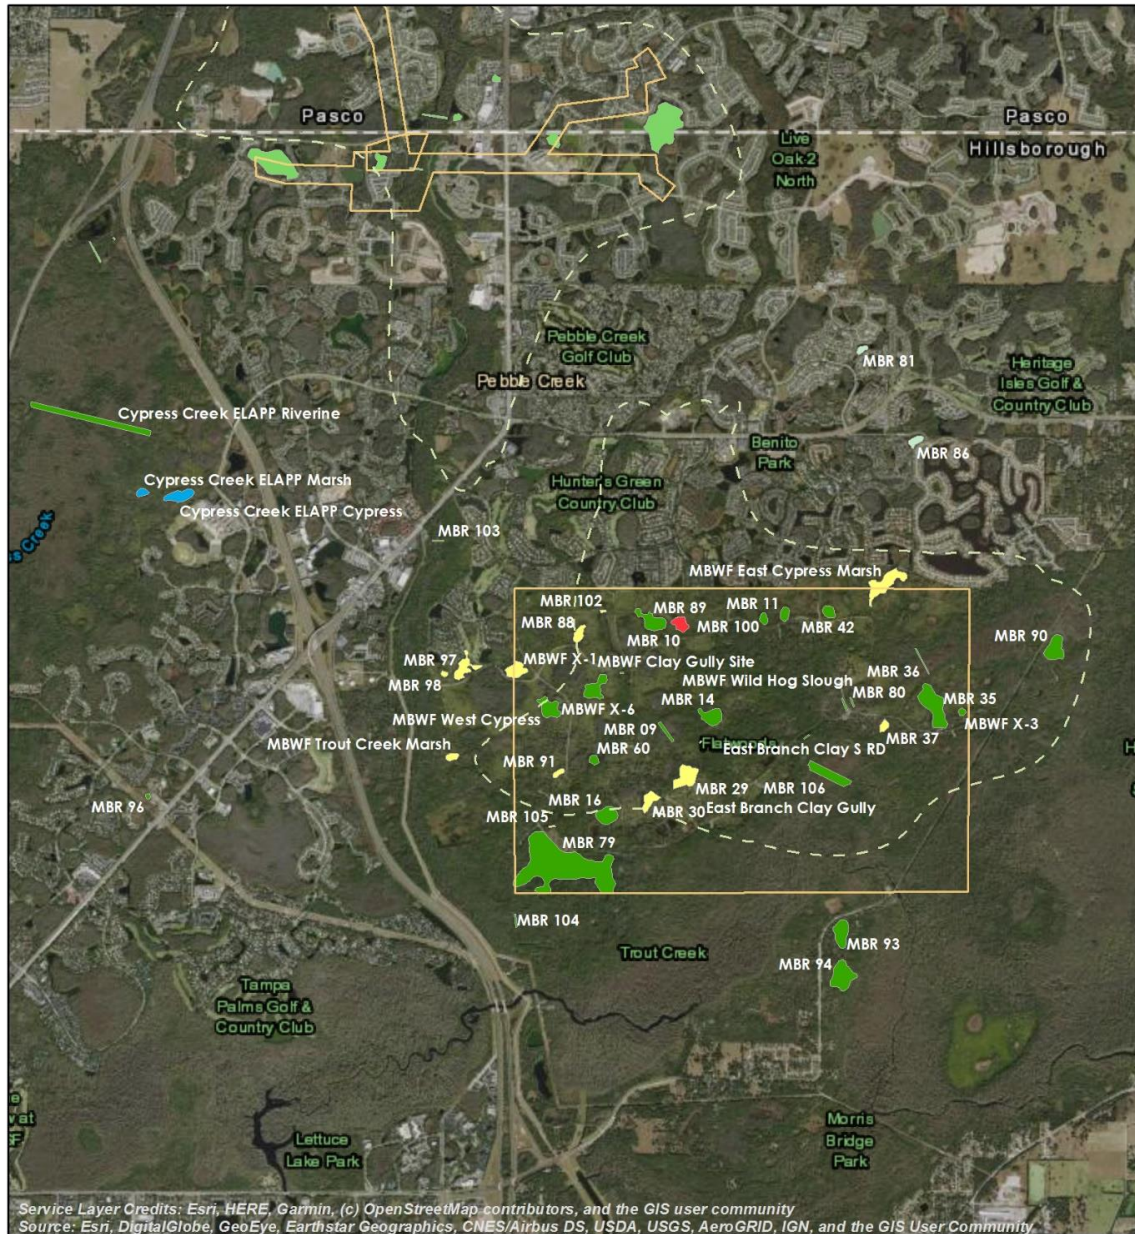 Pasco
Pasco
Hillsborough
Live
Oak-2
North
Pebble Creek
Golf Club
MBR 81
Pebble Creek
Heritage
Isles Golf &
Country Club
Cypress Creek ELAPP Riverine
Benito
Park
MBR 86
Cypress Creek ELAPP Marsh
Hunter's Green
Country Club
Cypress Creek ELAPP Cypress
ss Creek
MBR 103
MBWF East Cypress Marsh
MBR 102
MBR 89
MBR 11
MBR 88
MBR 10
MBR 100
MBR 42
MBR 90
MBR 97
MBWF X-1
MBWF Clay Gully Site
MBR 98
MBWF Wild Hog Slough
MBR 36
MBR 80
MBR 35
MBR 14
MBWF X-6
MBWF X-3
MBWF West Cypress
MBR 09
MBR 37
MBWF Trout Creek Marsh
Flatwoods
East Branch Clay S RD
MBR 60
MBR 91
MBR 29
MBR 106
MBR 96
MBR 16
MBR 30
East Branch Clay Gully
MBR 105
MBR 79
MBR 104
MBR 93
Trout Creek
MBR 94
Tampa
Palms Golf &
Country Club
Morris
Bridge
Park
Lettuce
Lake Park
Service Layer Credits: Esri, HERE, Garmin, (c) OpenStreetMap contributors, and the GIS user community
Source: Esri, DigitalGlobe, GeoEye, Earthstar Geographics, CNES/Airbus DS, USDA, USGS, AeroGRID, IGN, and the GIS User Community